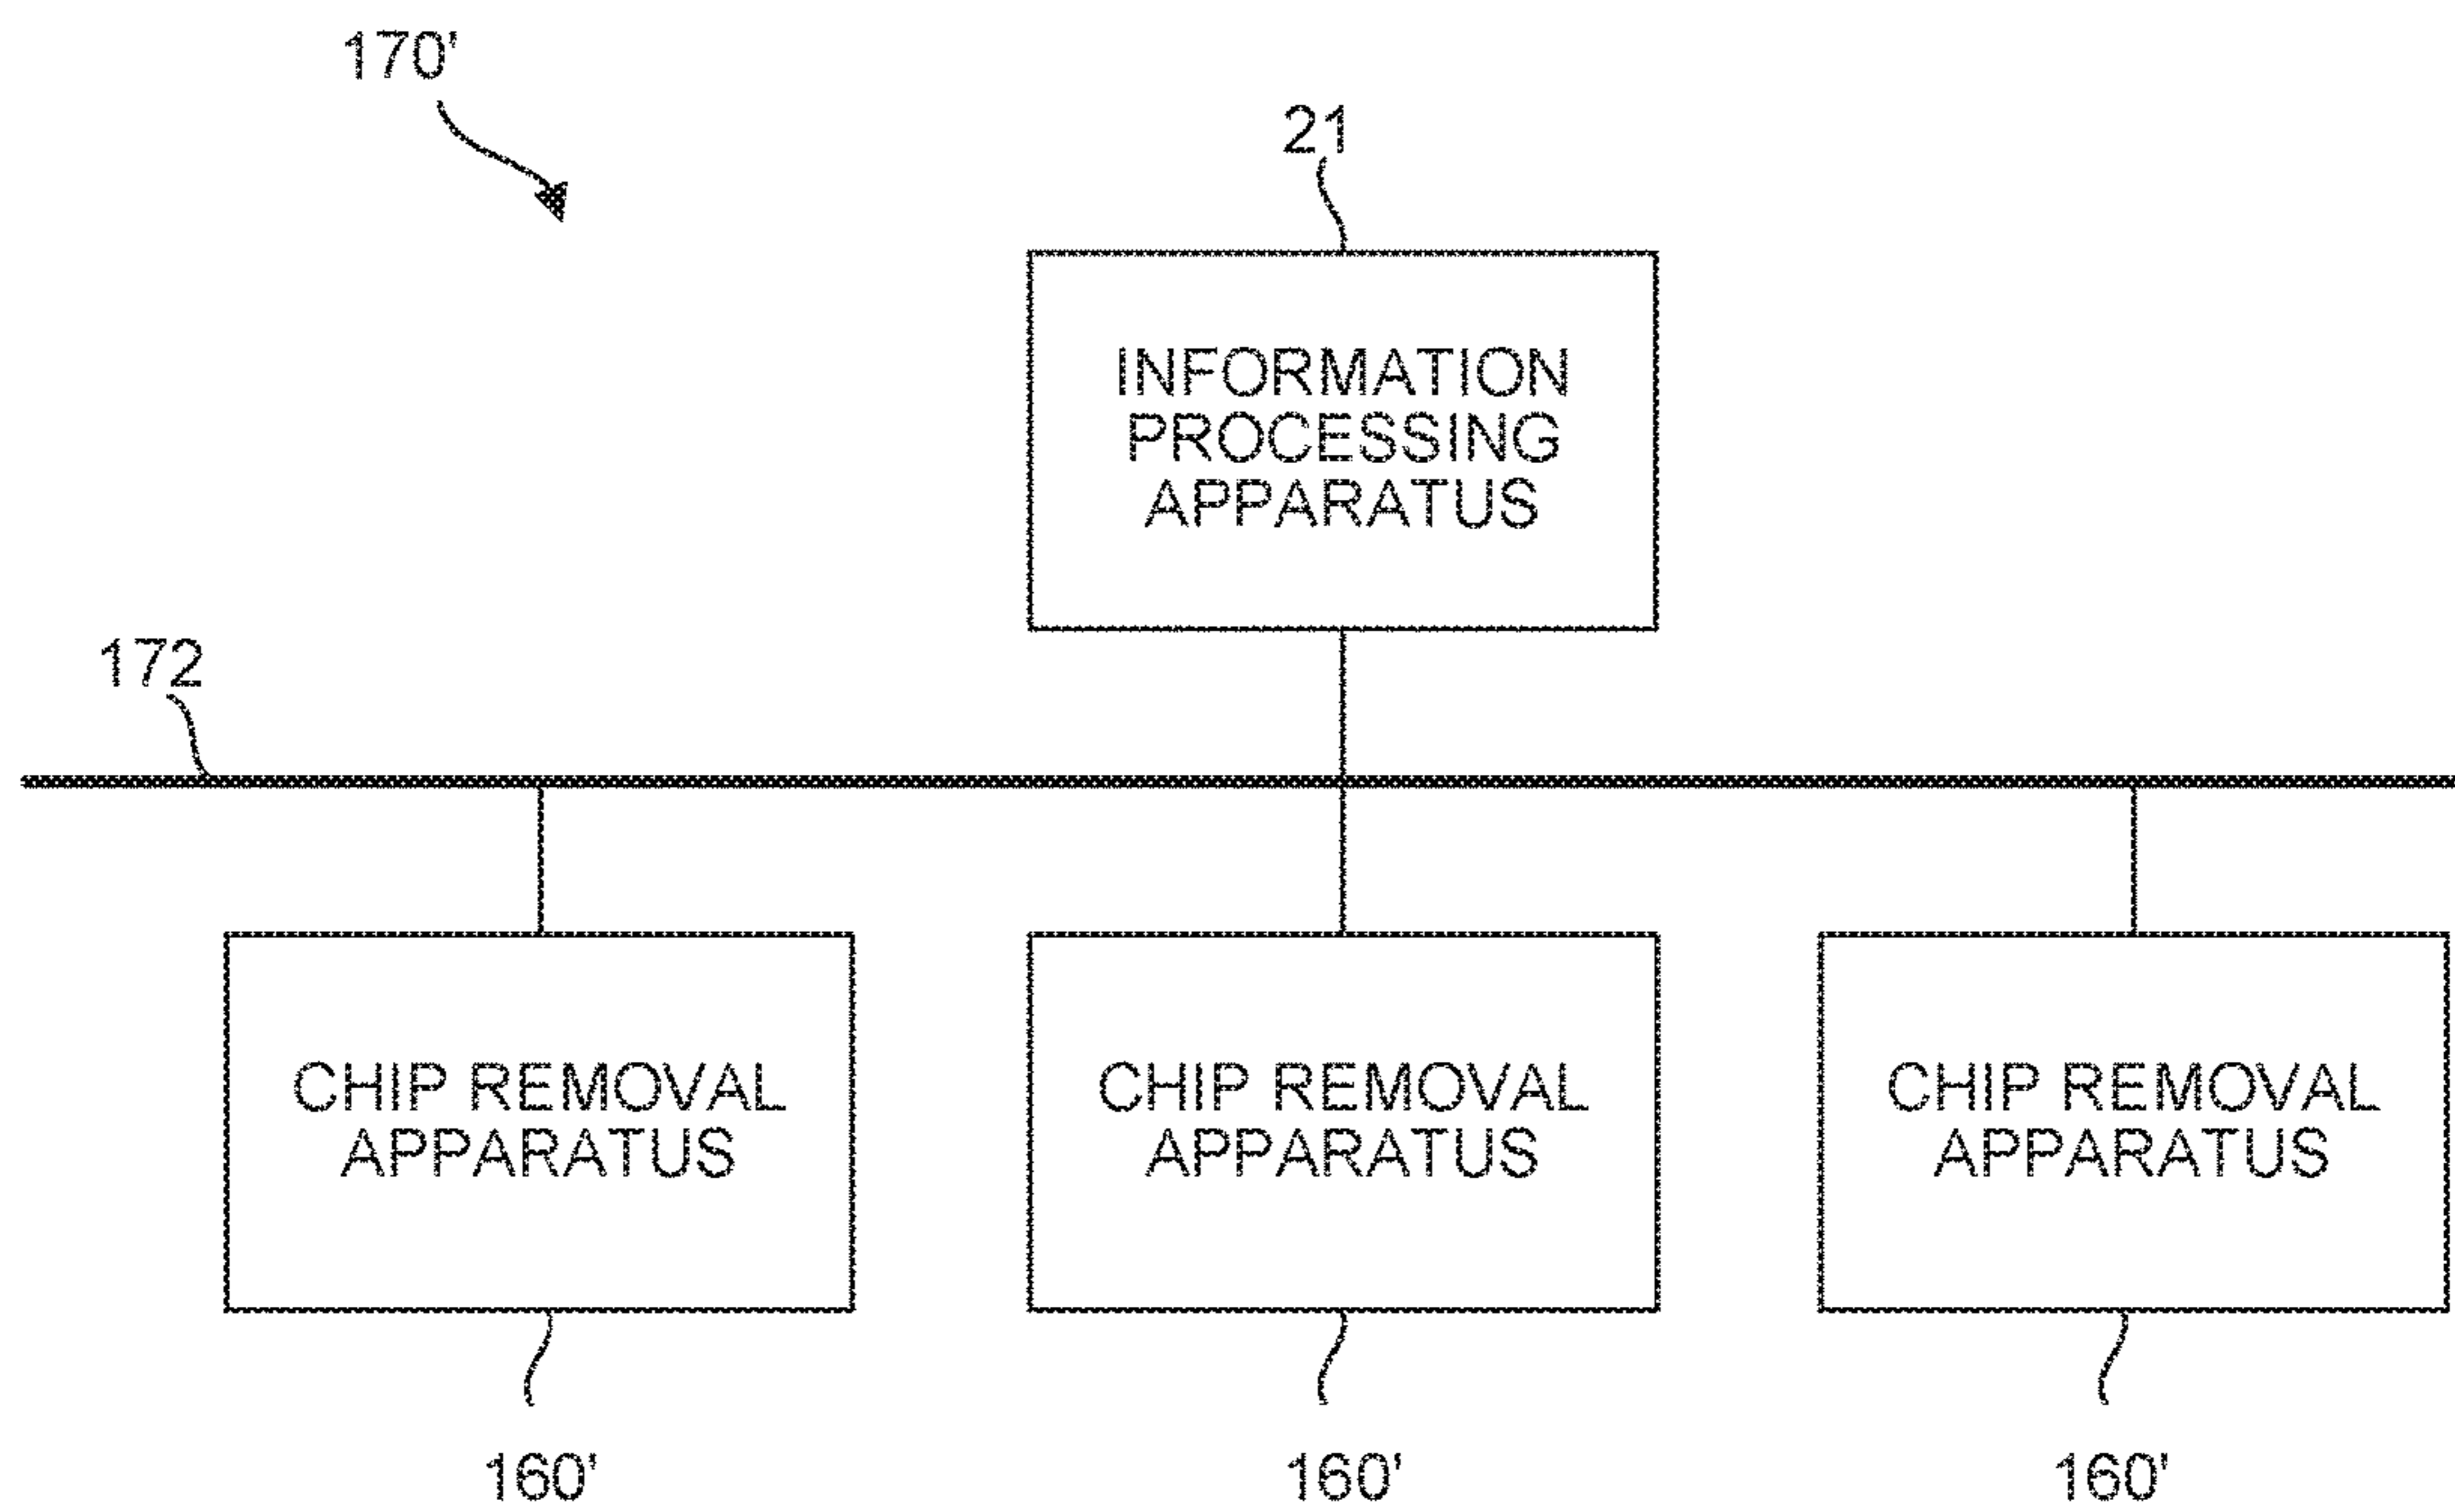 170'
21
INFORMATION
PROCESSING
APPARATUS
172
CHIP REMOVAL
APPARATUS
CHIP REMOVAL
APPARATUS
CHIP REMOVAL
APPARATUS
160'
160'
160'